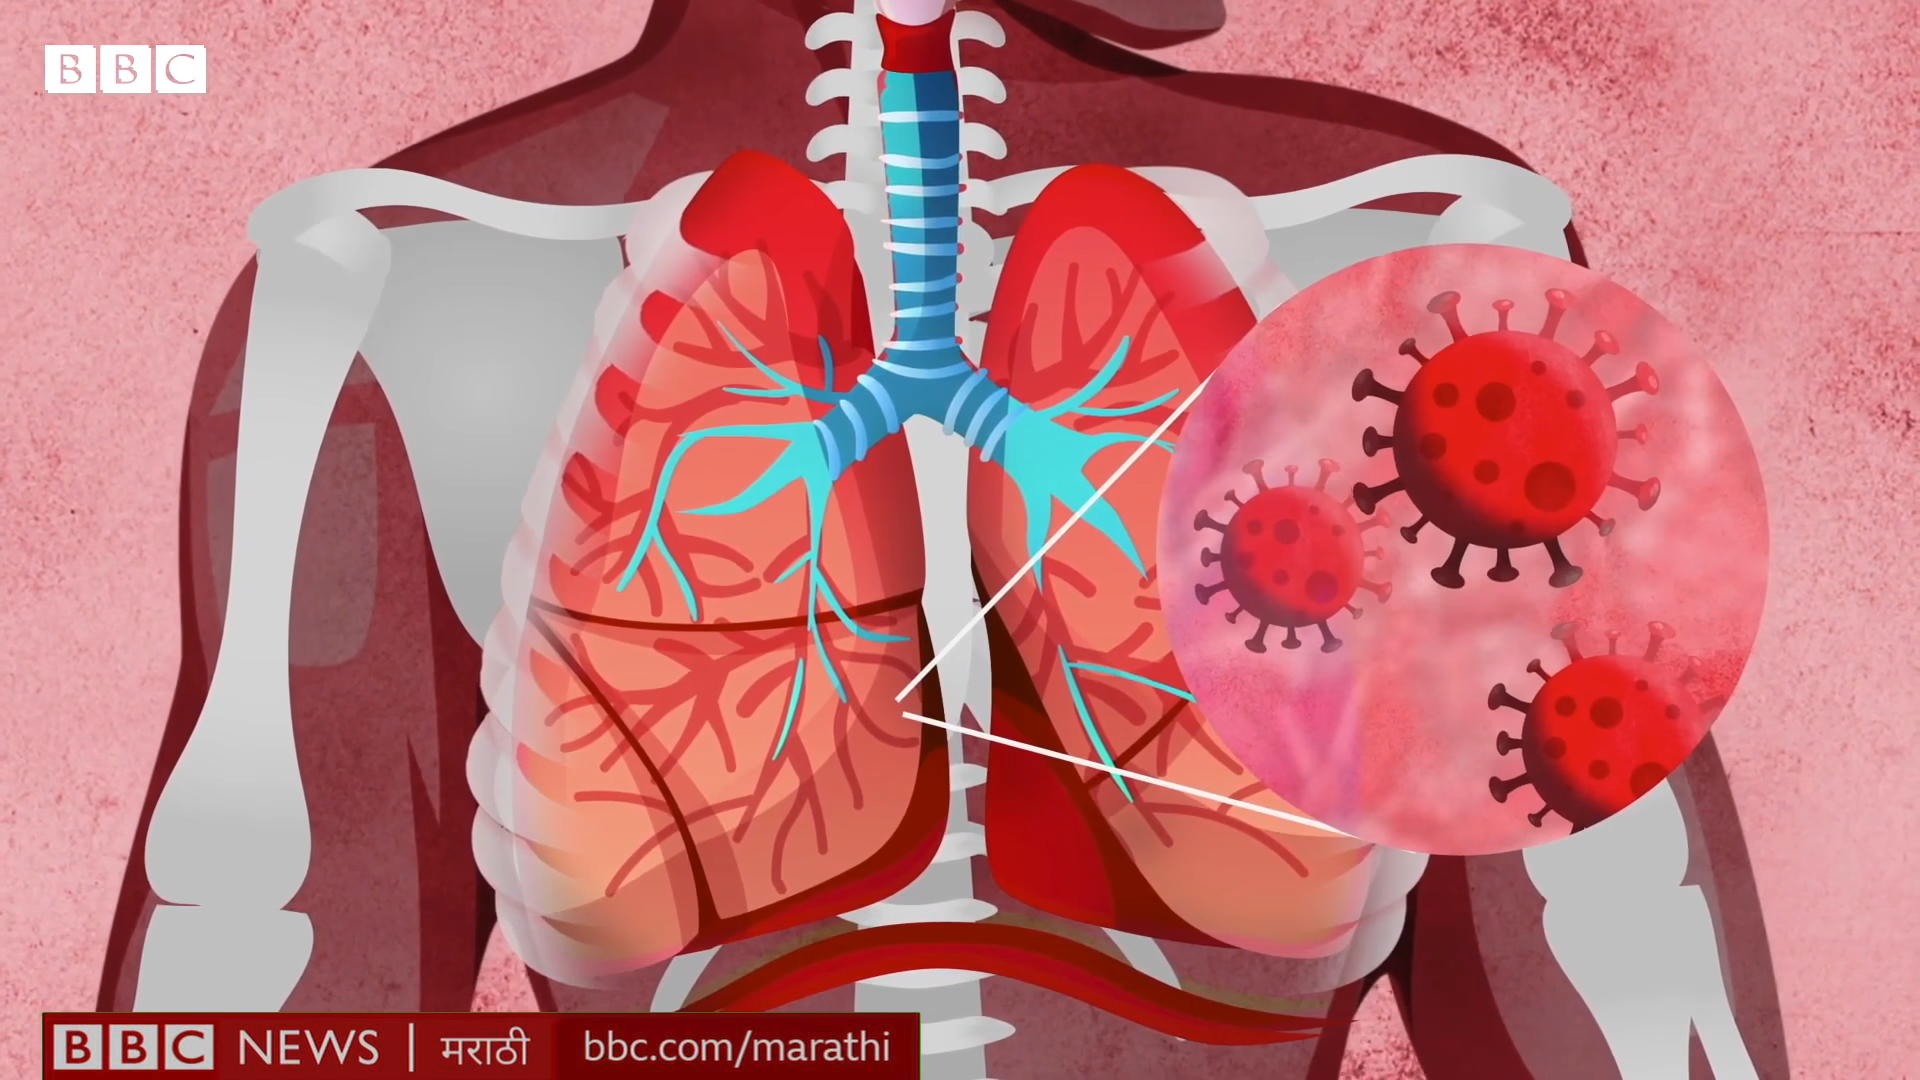 BBC
BBC NEWS | मराठी bbc.com/marathi